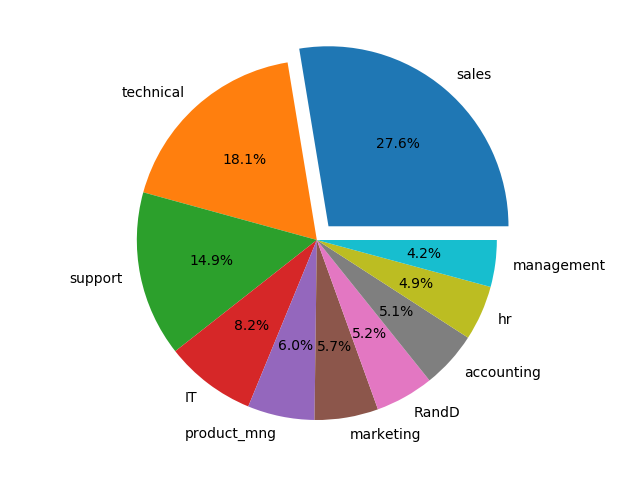 sales
27.6%
technical
18.1%
support
14.9%
IT
8.2%
product_mng
6.0%
marketing
5.7%
RandD
5.2%
accounting
5.1%
hr
4.9%
management
4.2%